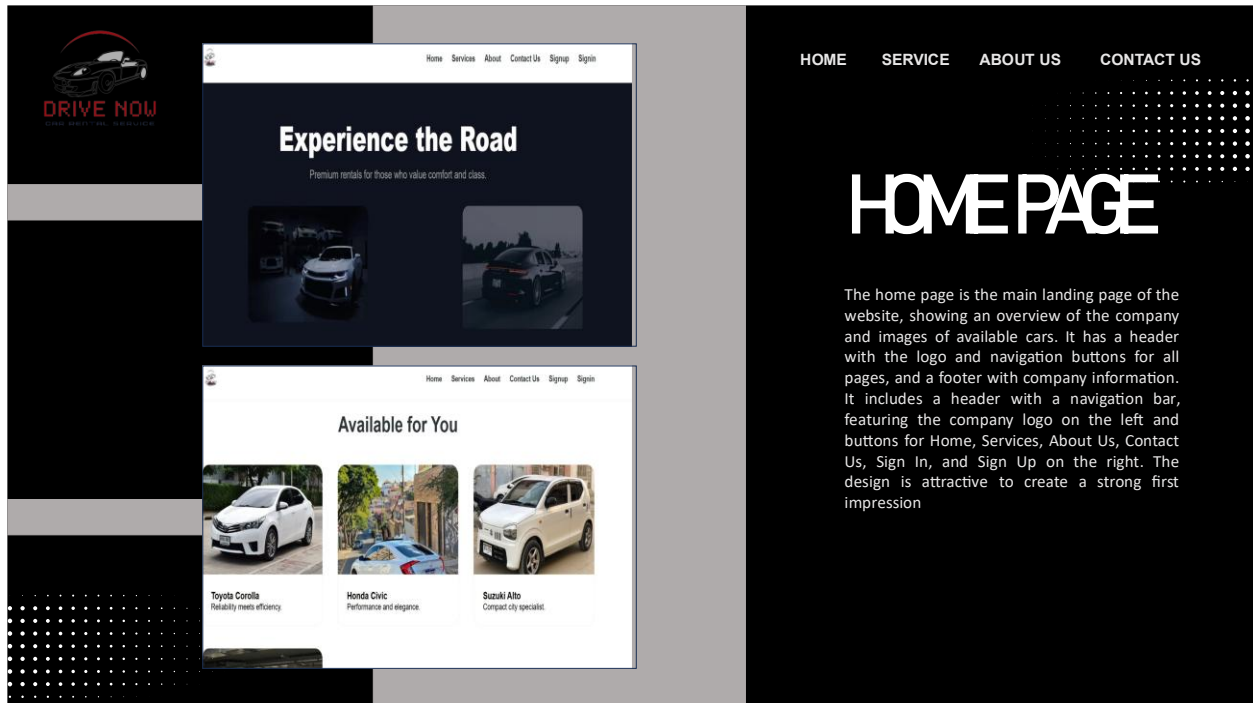 DRIVE NOW
CAR RENTAL SERVICE
Home Services About Contact Us Signup Signin
Experience the Road
Premium rentals for those who value comfort and class.
Home Services About Contact Us Signup Signin
Available for You
Toyota Corolla
Reliability meets efficiency.
Honda Civic
Performance and elegance.
Suzuki Alto
Compact city specialist.
HOME SERVICE ABOUT US CONTACT US
HOME PAGE
The home page is the main landing page of the
website, showing an overview of the company
and images of available cars. It has a header
with the logo and navigation buttons for all
pages, and a footer with company information.
It includes a header with a navigation bar,
featuring the company logo on the left and
buttons for Home, Services, About Us, Contact
Us, Sign In, and Sign Up on the right. The
design is attractive to create a strong first
impression